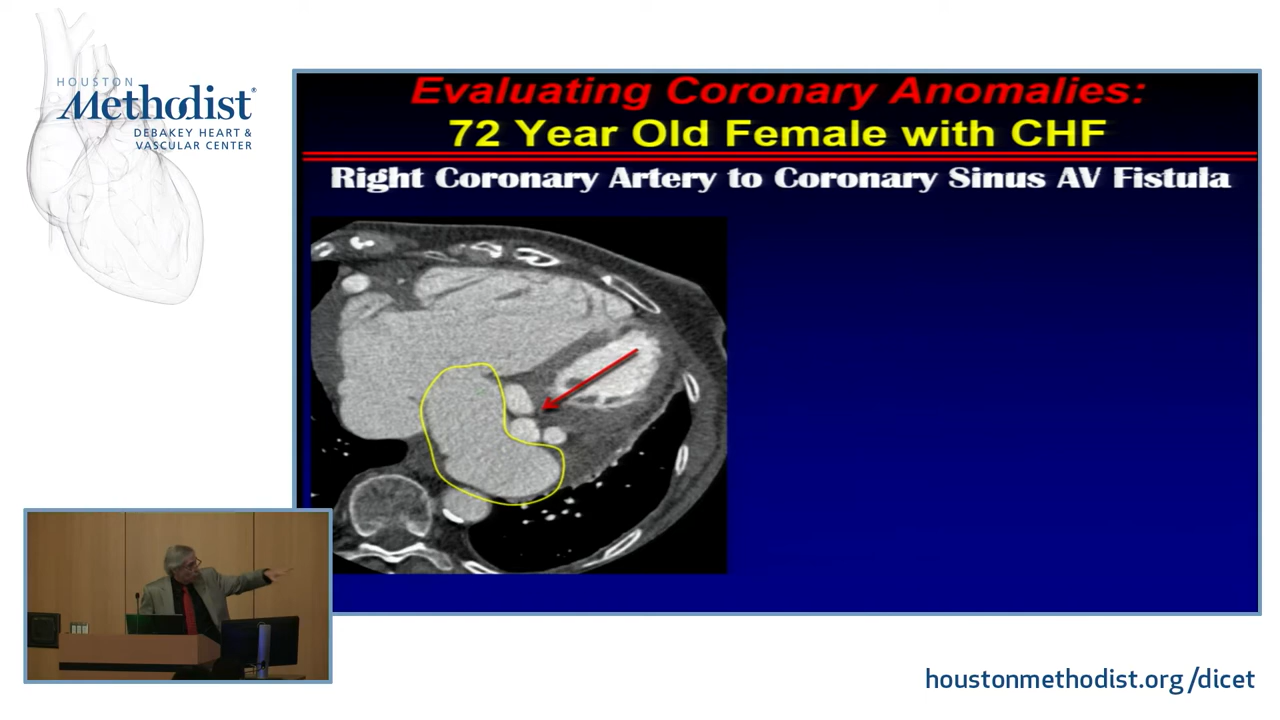 HOUSTON
Methodist®
DEBAKEY HEART &
VASCULAR CENTER
Evaluating Coronary Anomalies:
72 Year Old Female with CHF
Right Coronary Artery to Coronary Sinus AV Fistula
houstonmethodist.org/dicet